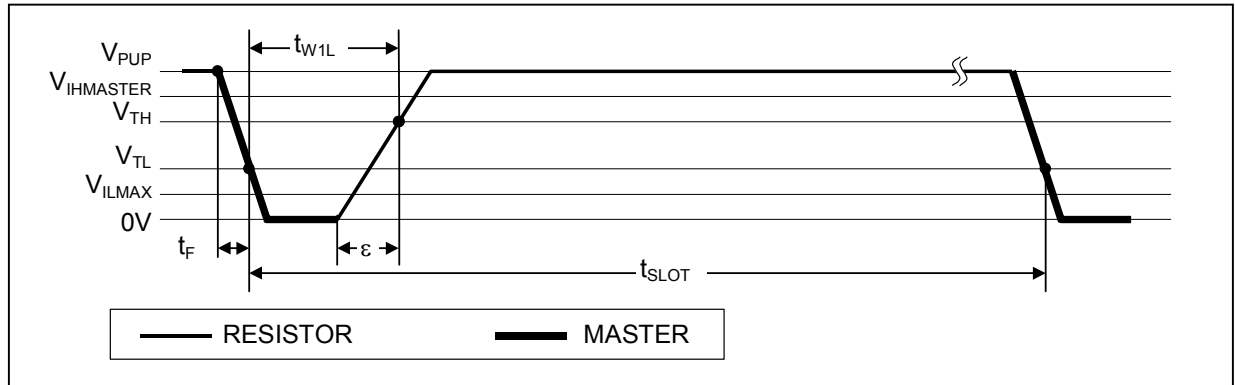 tW1L
VPUP
VIHMASTER
VTH
VTL
VILMAX
0V
tF
ε
tSLOT
RESISTOR MASTER